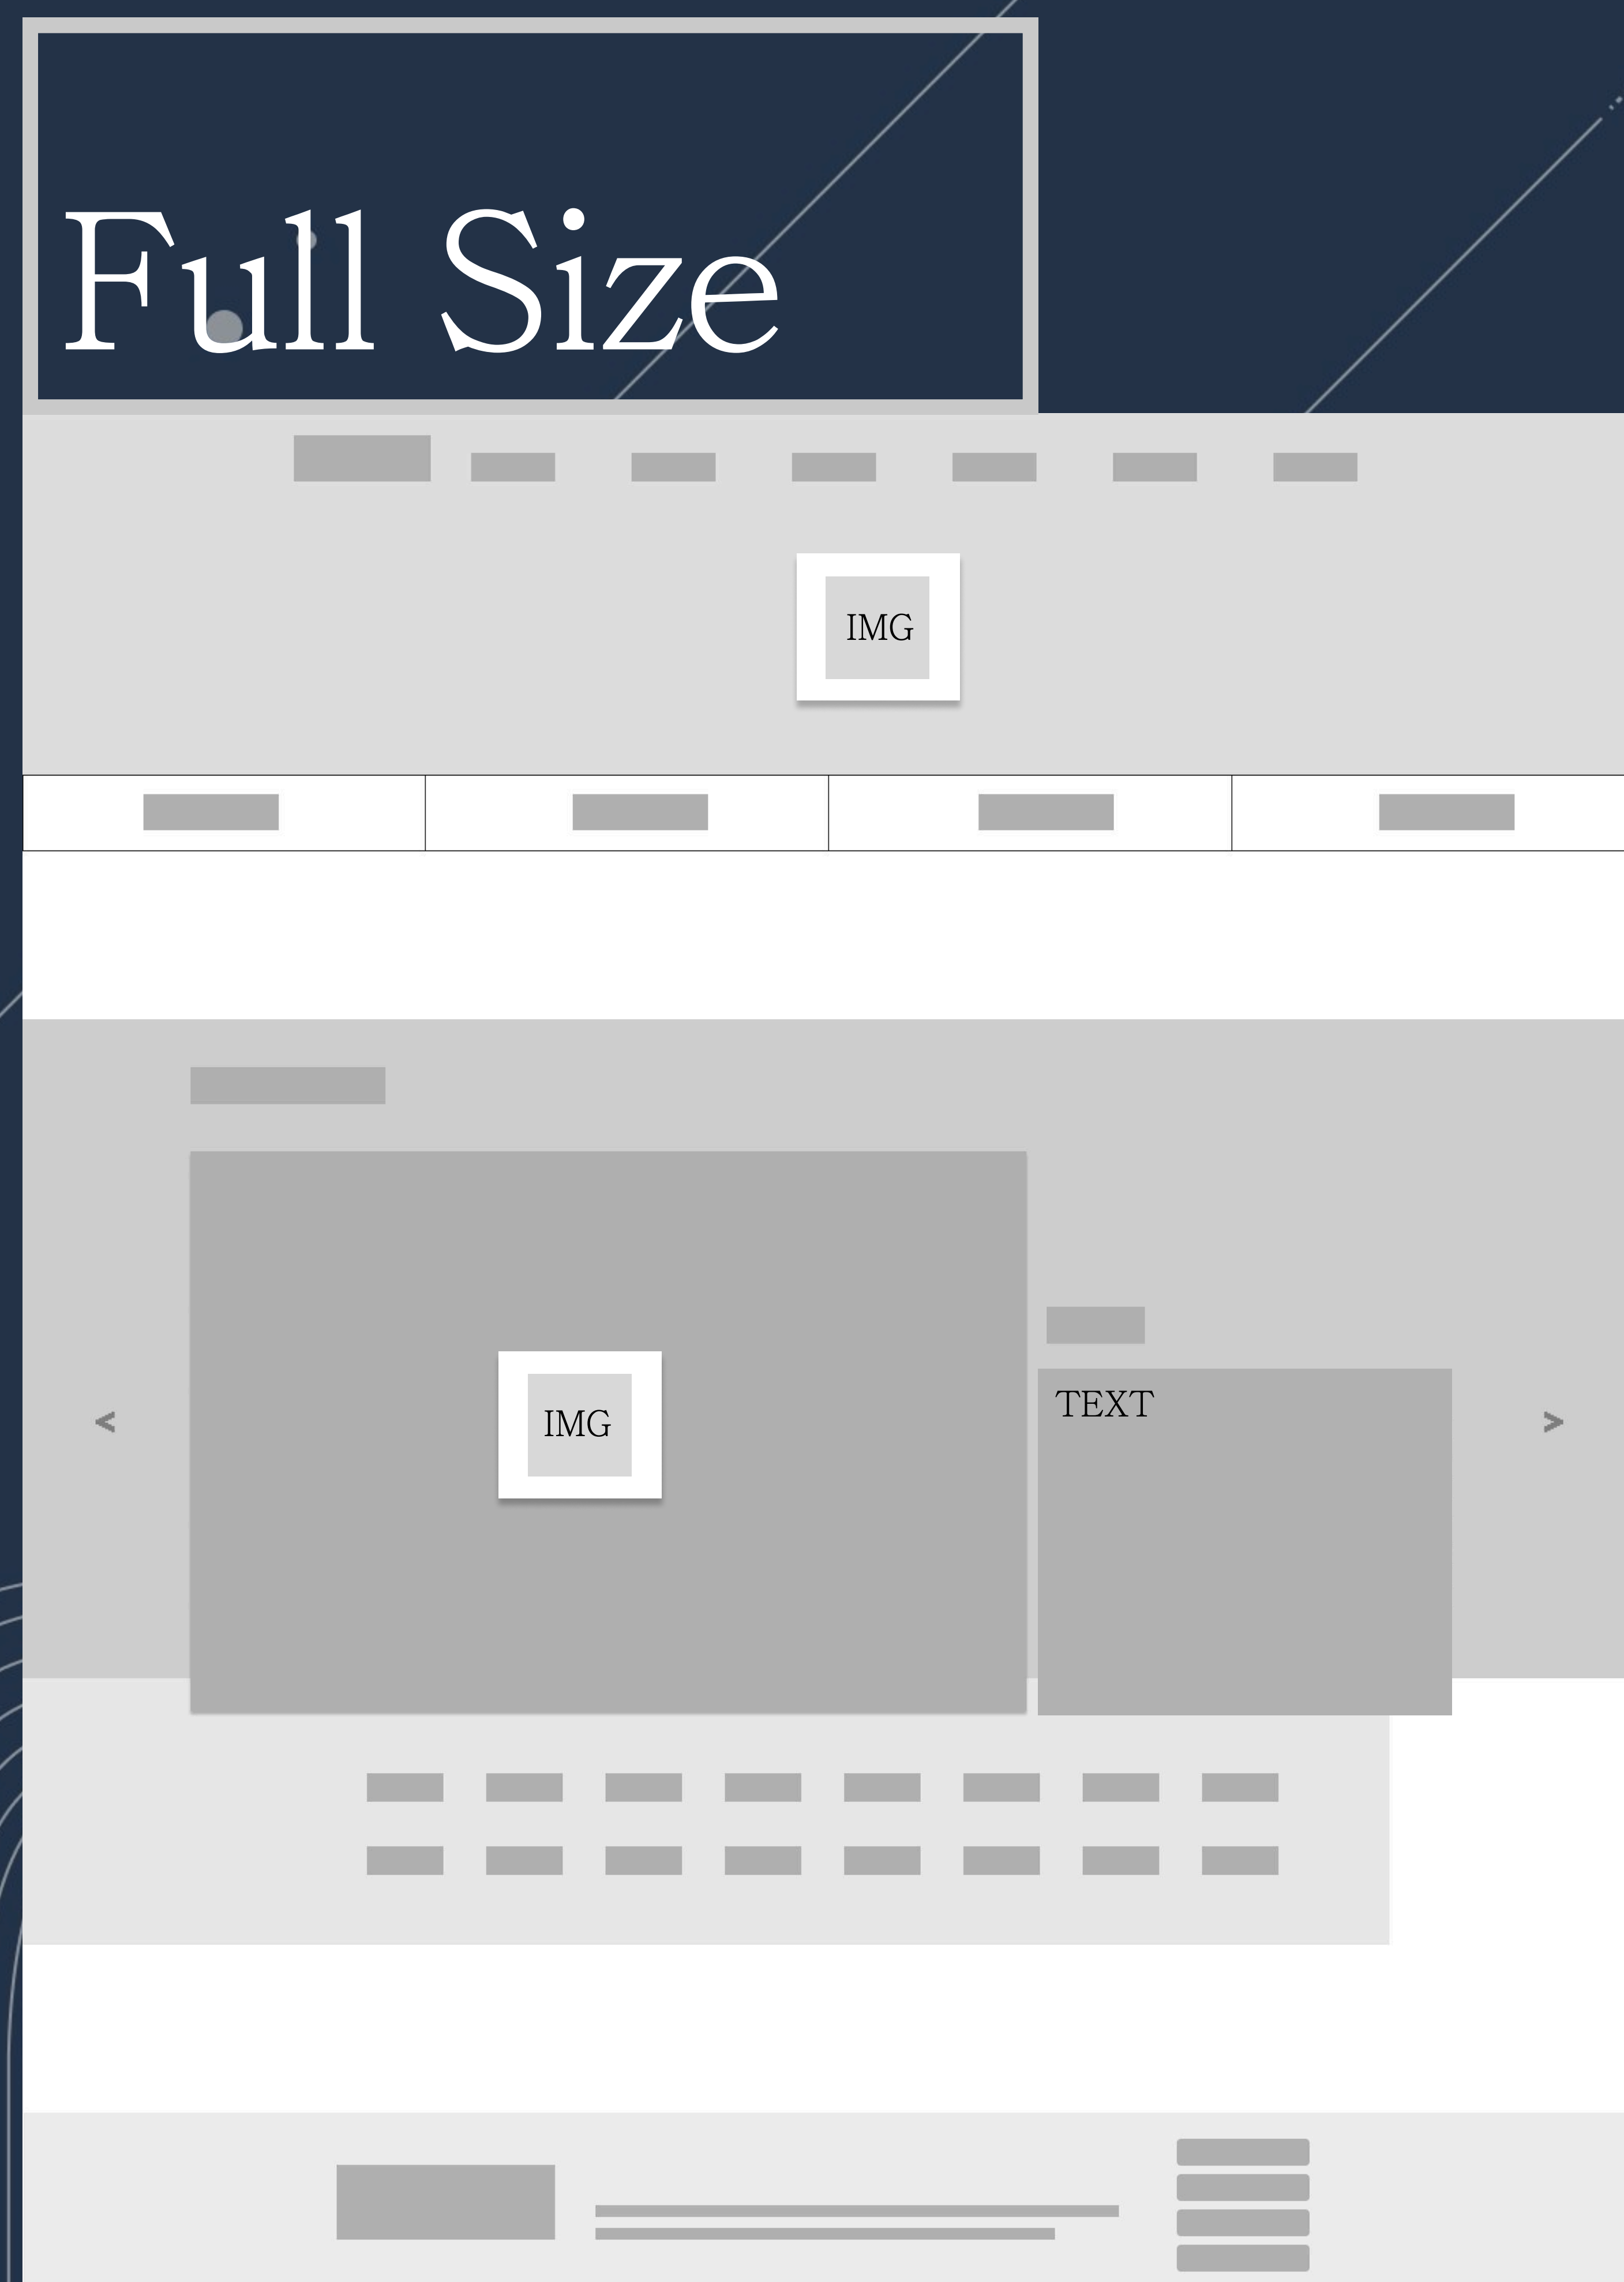 Full Size
IMG
IMG
TEXT
<
>